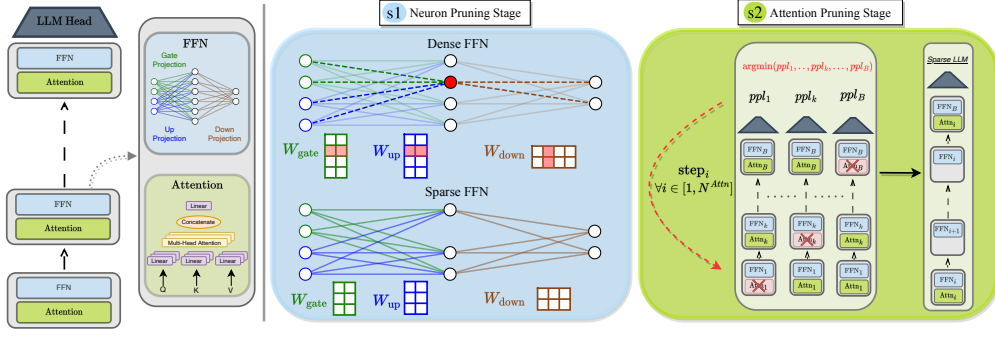 LLM Head
FFN
Attention
FFN
Attention
FFN
Attention
FFN
Gate
Projection
Up
Projection
Down
Projection
Attention
Linear
Concatenate
Multi-Head Attention
Linear
Linear
Linear
Q
K
V
s1 Neuron Pruning Stage
Dense FFN
W_gate
W_up
W_down
Sparse FFN
W_gate
W_up
W_down
s2 Attention Pruning Stage
argmin(ppl_1, . . , ppl_k, . . . , ppl_B)
ppl_1 ppl_k ppl_B
FFN_B FFN_B FFN_B
Attn_B Attn_B Attn_B
step_i
∀i ∈ [1, N^{Attn}]
FFN_k FFN_k FFN_k
Attn_k Attn_k Attn_k
FFN_1 FFN_1 FFN_1
Attn_1 Attn_1 Attn_1
Sparse LLM
FFN_B
Attn_i
FFN_i
FFN_{i+1}
FFN_i
Attn_i